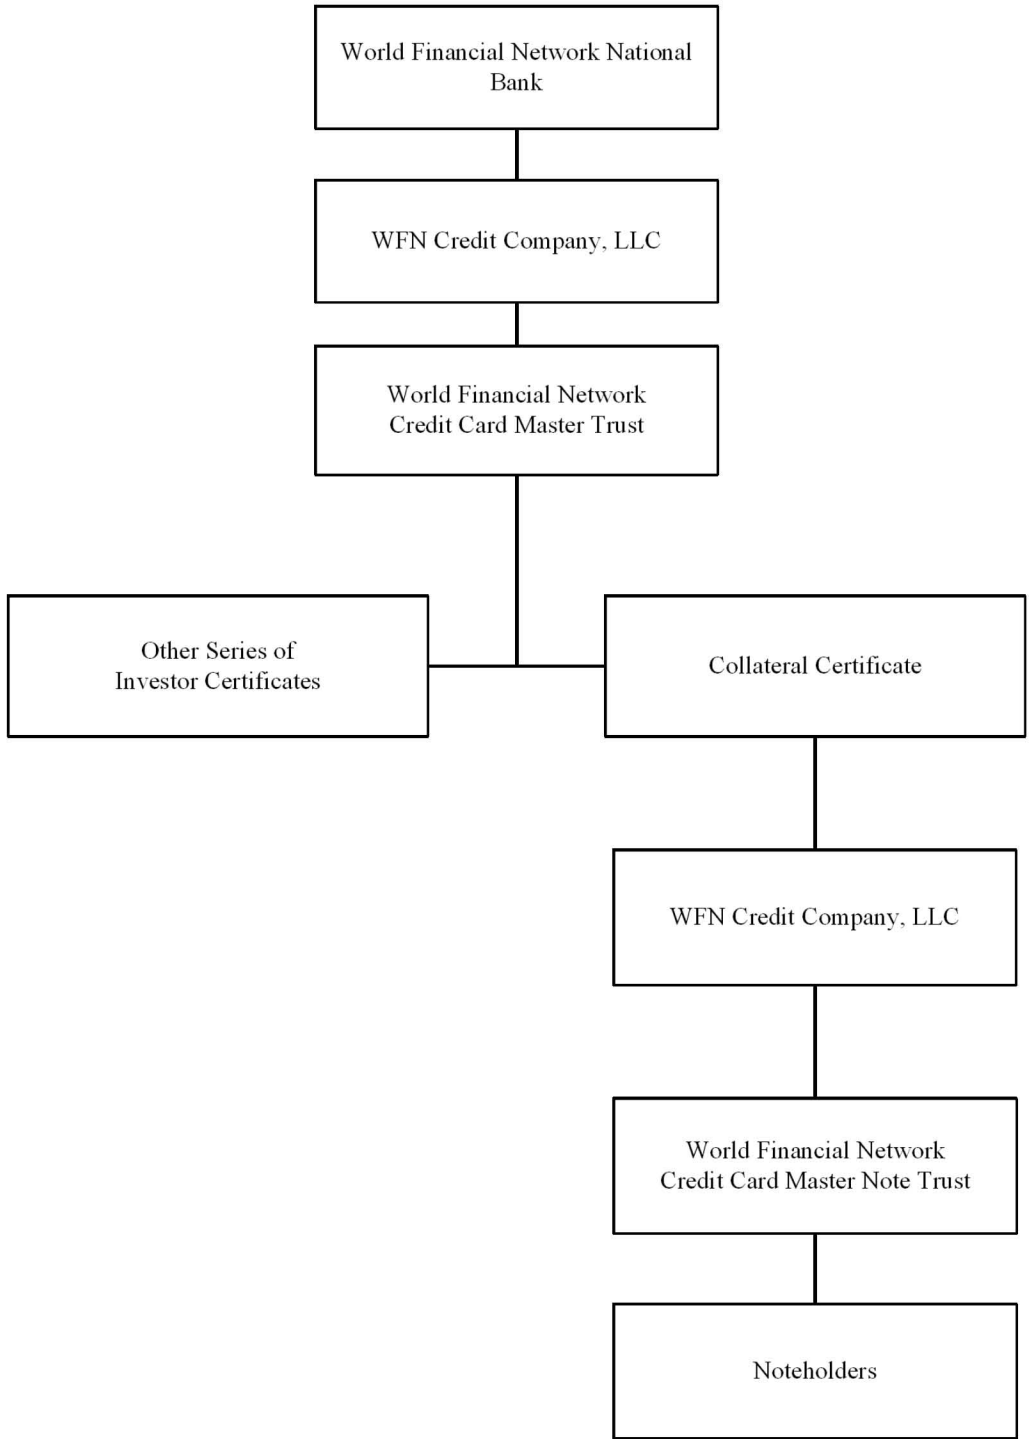 World Financial Network National
Bank
WFN Credit Company, LLC
World Financial Network
Credit Card Master Trust
Other Series of
Investor Certificates
Collateral Certificate
WFN Credit Company, LLC
World Financial Network
Credit Card Master Note Trust
Noteholders